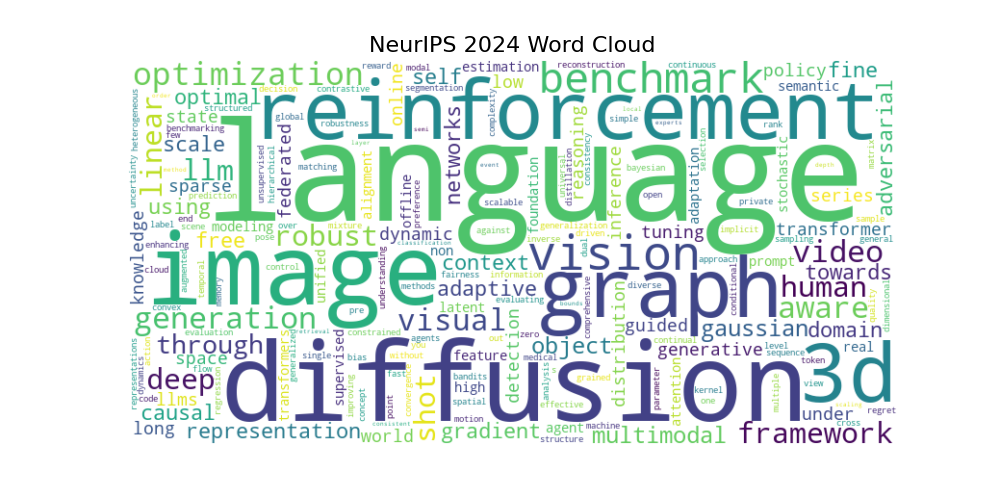 NeurIPS 2024 Word Cloud
optimization
reinforcement
benchmark
language
image
diffusion
graph
vision
3d
self
low
estimation
reward
modal
reconstruction
continuous
policy
fine
semantic
optimal
structured
decision
contrastive
segmentation
online
complexity
state
global
robustness
networks
reasoning
simple
local
rank
adversarial
linear
heterogeneous
uncertainty
benchmarking
few
scale
llm
sparse
using
prediction
unsupervised
hierarchical
federated
matching
layer
semi
event
experts
consistency
distillation
universal
inference
bayesian
selection
stochastic
matrix
depth
method
alignment
offline
preference
scalable
foundation
adaptation
open
private
series
knowledge
label
end
modeling
over
mixture
dynamic
against
generalization
tuning
implicit
sampling
sample
transformer
general
enhancing
scene
free
pose
robust
classification
non
inverse
dual
driven
approach
prompt
video
cloud
augmented
temporal
memory
control
unified
understanding
methods
context
adaptive
fairness
information
evaluating
diverse
comprehensive
conditional
human
towards
convex
pre
latent
bounds
aware
quality
dimensional
generation
evaluation
retrieval
constrained
visual
agents
zero
distribution
guided
continual
gaussian
domain
through
representations
action
dynamics
space
flow
regression
transformers
generalized
single
supervised
bias
you
without
fast
feature
out
medical
object
detection
generative
level
sequence
real
deep
code
llms
improving
concept
point
convergence
bandits
high
spatial
analysis
grained
parameter
attention
kernel
token
one
view
multiple
causal
consistent
shot
motion
effective
machine
under
scaling
regret
cross
long
representation
world
gradient
agent
structure
multimodal
framework